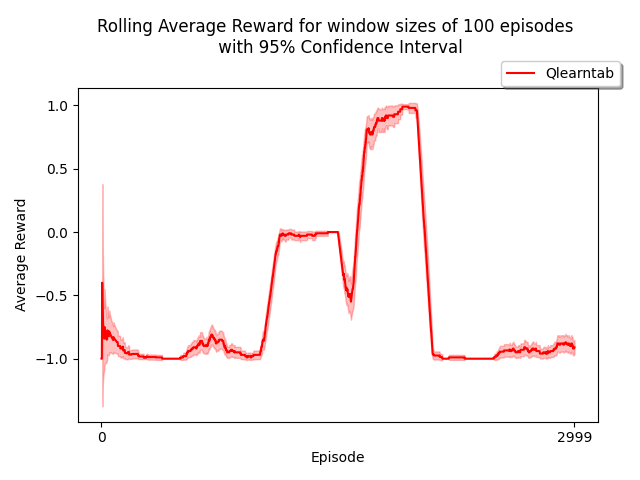 Rolling Average Reward for window sizes of 100 episodes
with 95% Confidence Interval
Qlearntab
1.0
0.5
0.0
−0.5
−1.0
Average Reward
0
2999
Episode